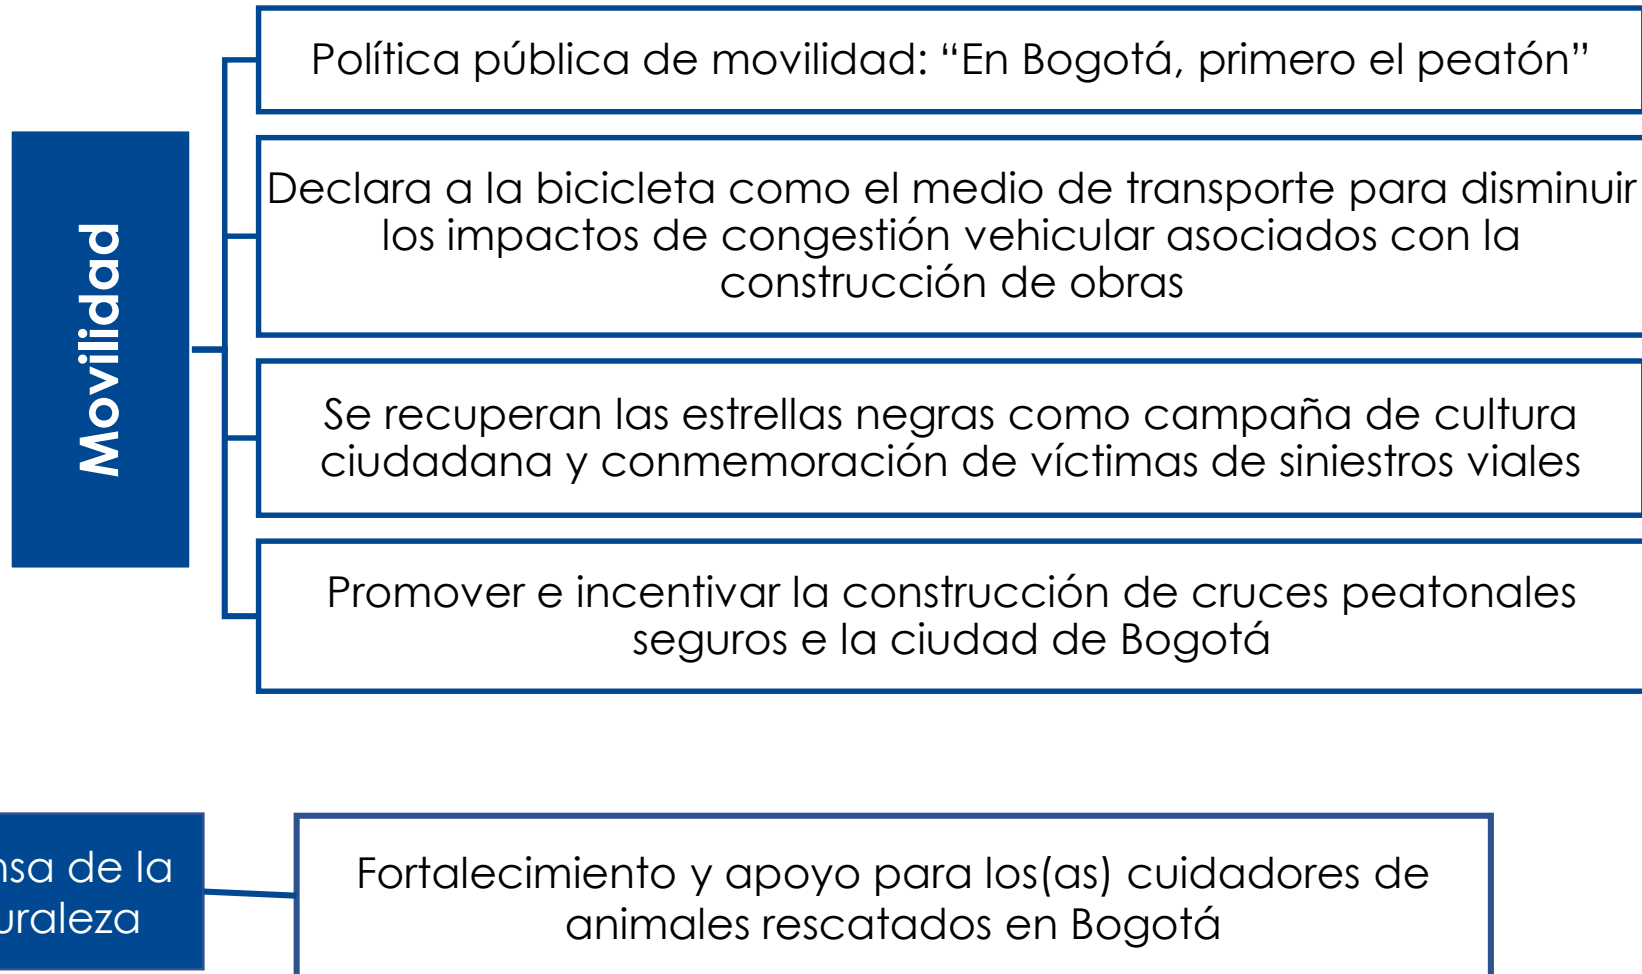 Movilidad
Política pública de movilidad: “En Bogotá, primero el peatón”
Declara a la bicicleta como el medio de transporte para disminuir
los impactos de congestión vehicular asociados con la
construcción de obras
Se recuperan las estrellas negras como campaña de cultura
ciudadana y conmemoración de víctimas de siniestros viales
Promover e incentivar la construcción de cruces peatonales
seguros e la ciudad de Bogotá
de la
Fortalecimiento y apoyo para los(as) cuidadores de
animales rescatados en Bogotá